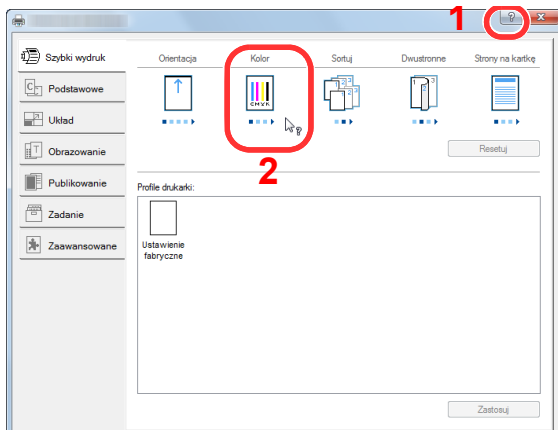 1
?
x
Szybki wydruk
Podstawowe
Układ
Obrazowanie
Publikowanie
Zadanie
Zaawansowane
Orientacja
Kolor
Sortuj
Dwustronne
Strony na kartkę
CMYK
2
Resetuj
Profile drukarki:
Ustawienie
fabryczne
Zastosuj